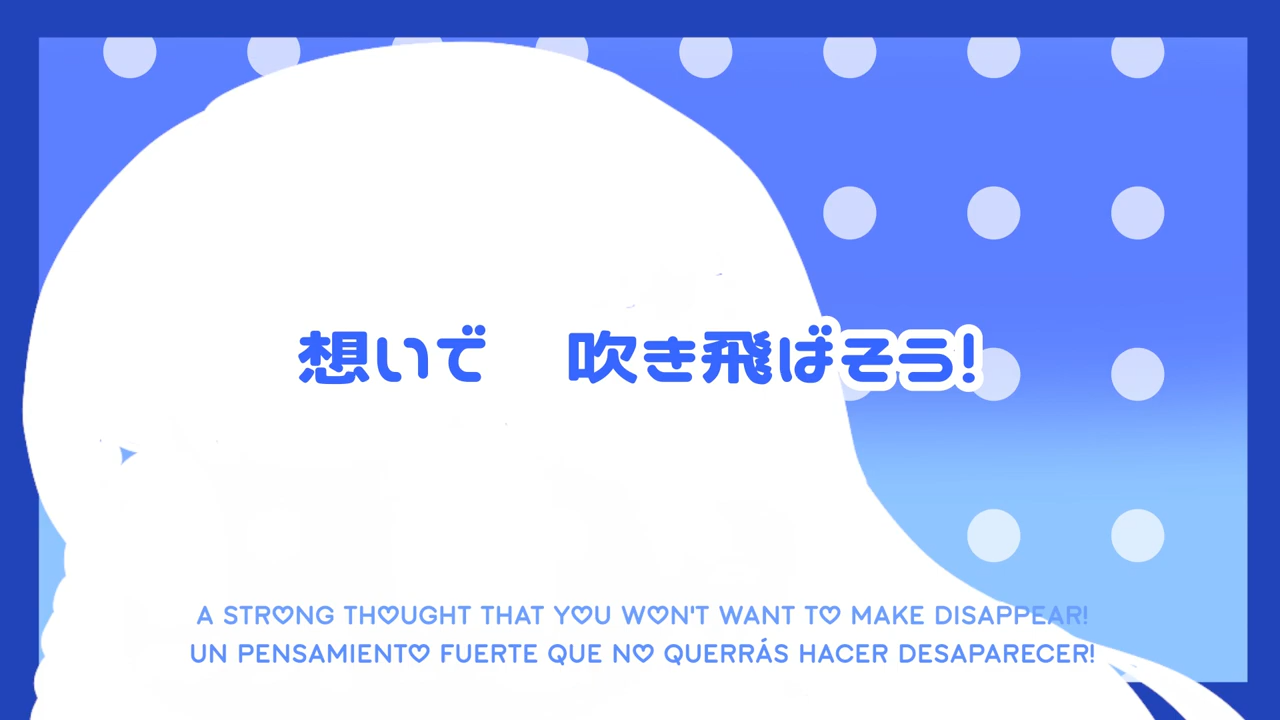 想いで　吹き飛ばそう!
A STRONG THOUGHT THAT YOU WON'T WANT TO MAKE DISAPPEAR!
UN PENSAMIENTO FUERTE QUE NO QUERRÁS HACER DESAPARECER!